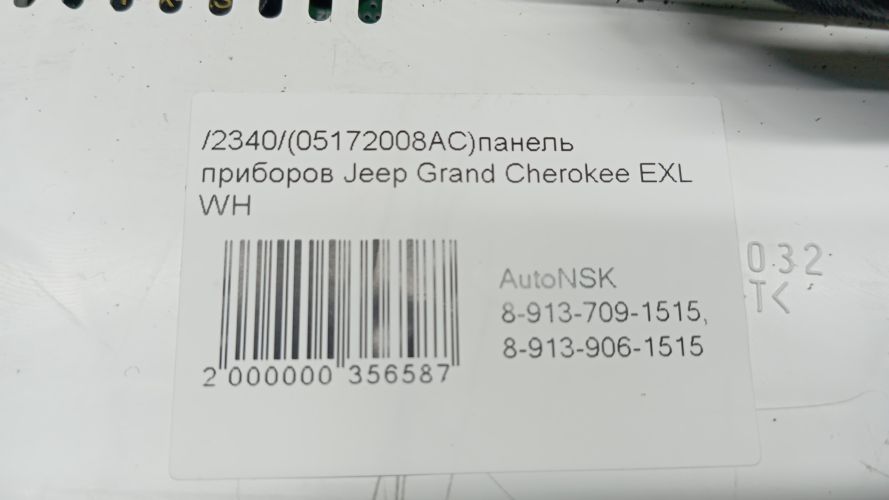 /2340/(05172008AC)панель
приборов Jeep Grand Cherokee EXL
WH
AutoNSK
8-913-709-1515,
8-913-906-1515
2 000000 356587
032
TK